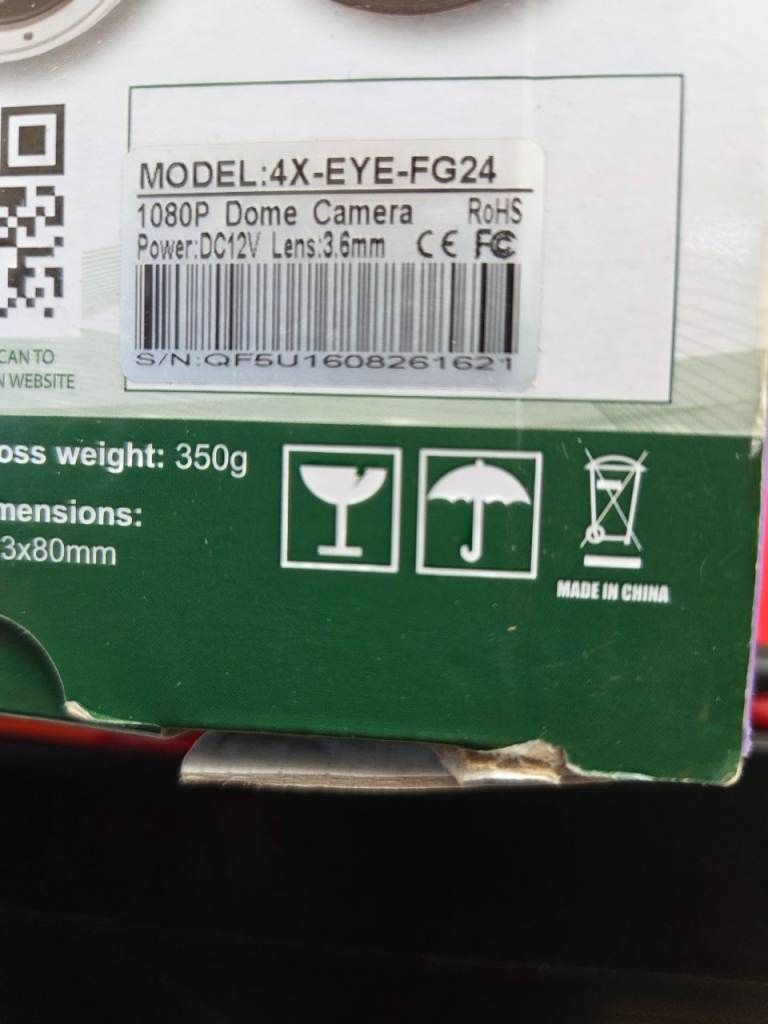 MODEL:4X-EYE-FG24
1080P Dome Camera RoHS
Power:DC12V Lens:3.6mm CE FC
S/N:QF5U1608261621
CAN TO
N WEBSITE
oss weight: 350g
mensions:
3x80mm
MADE IN CHINA